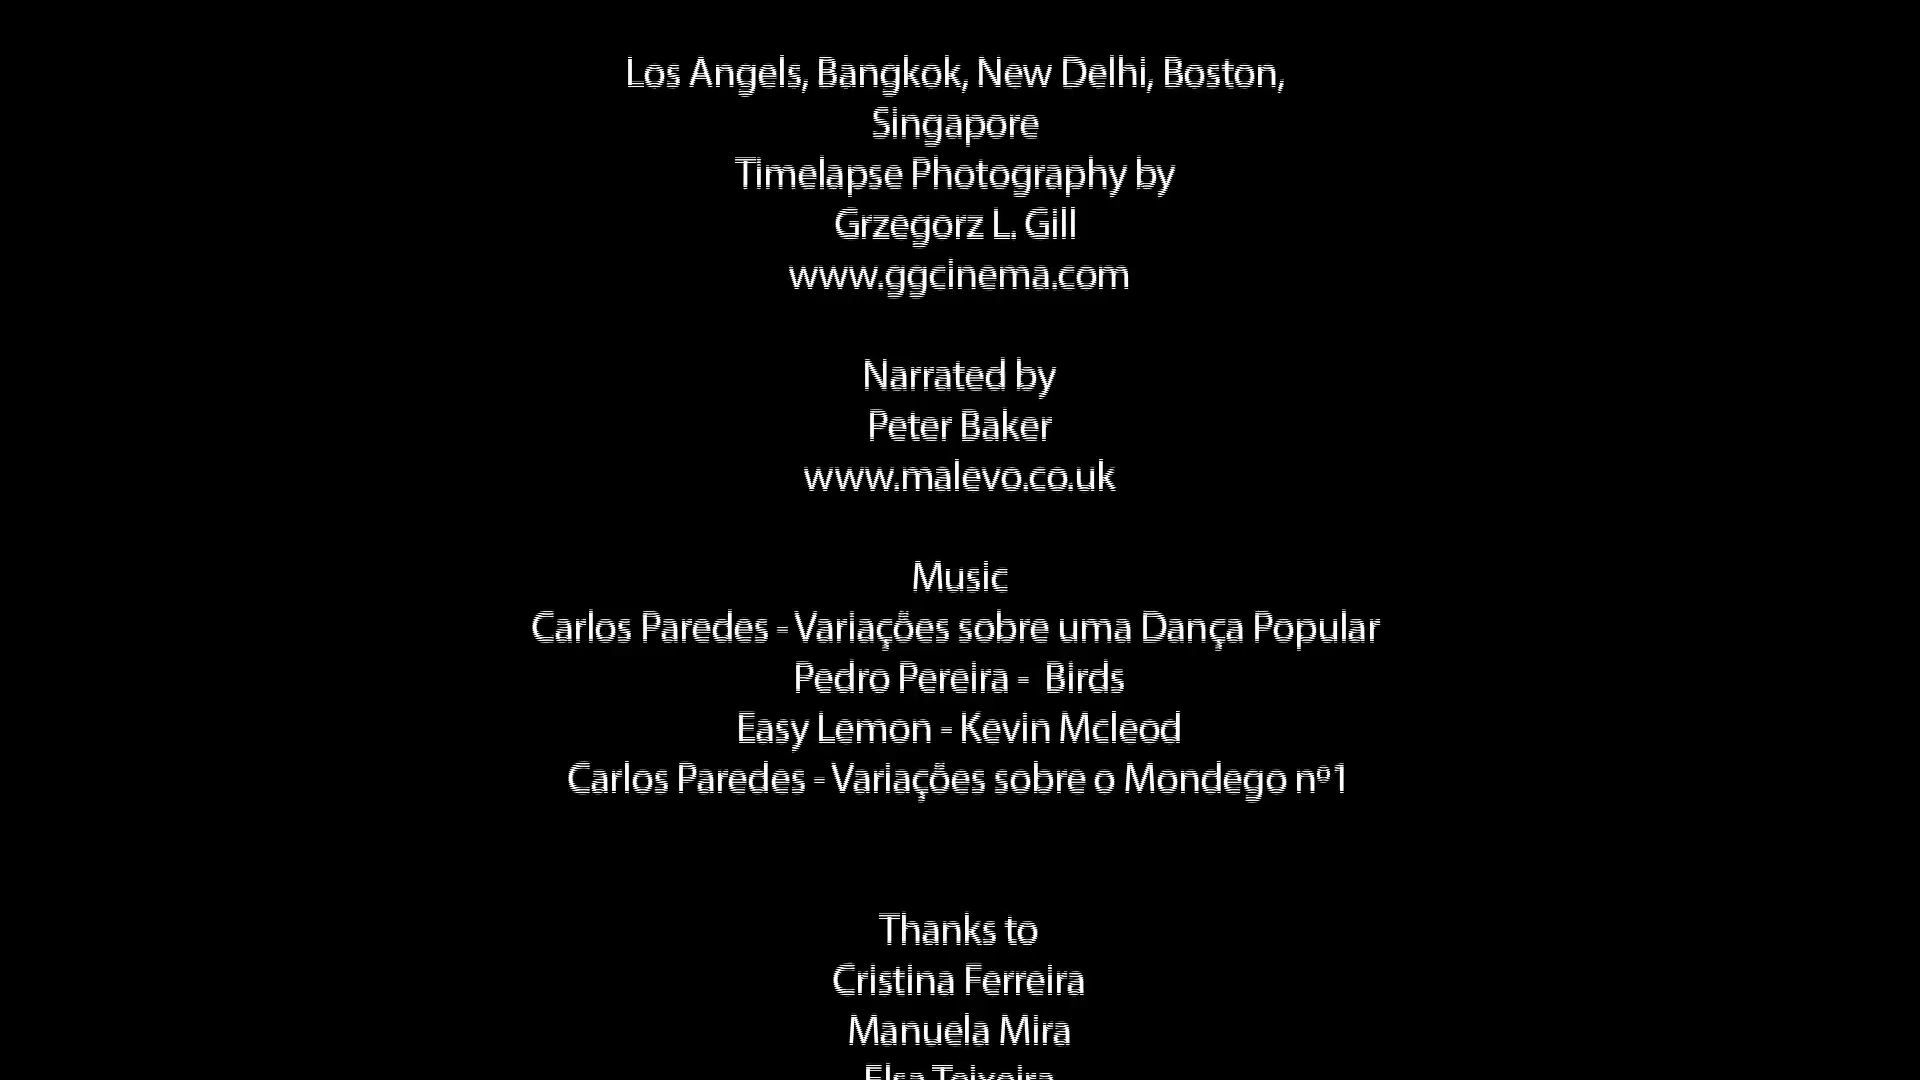 Los Angels, Bangkok, New Delhi, Boston,
Singapore
Timelapse Photography by
Grzegorz L. Gill
www.ggcinema.com
Narrated by
Peter Baker
www.malevo.co.uk
Music
Carlos Paredes - Variações sobre uma Dança Popular
Pedro Pereira - Birds
Easy Lemon - Kevin Mcleod
Carlos Paredes - Variações sobre o Mondego nº1
Thanks to
Cristina Ferreira
Manuela Mira
Elsa Teixeira